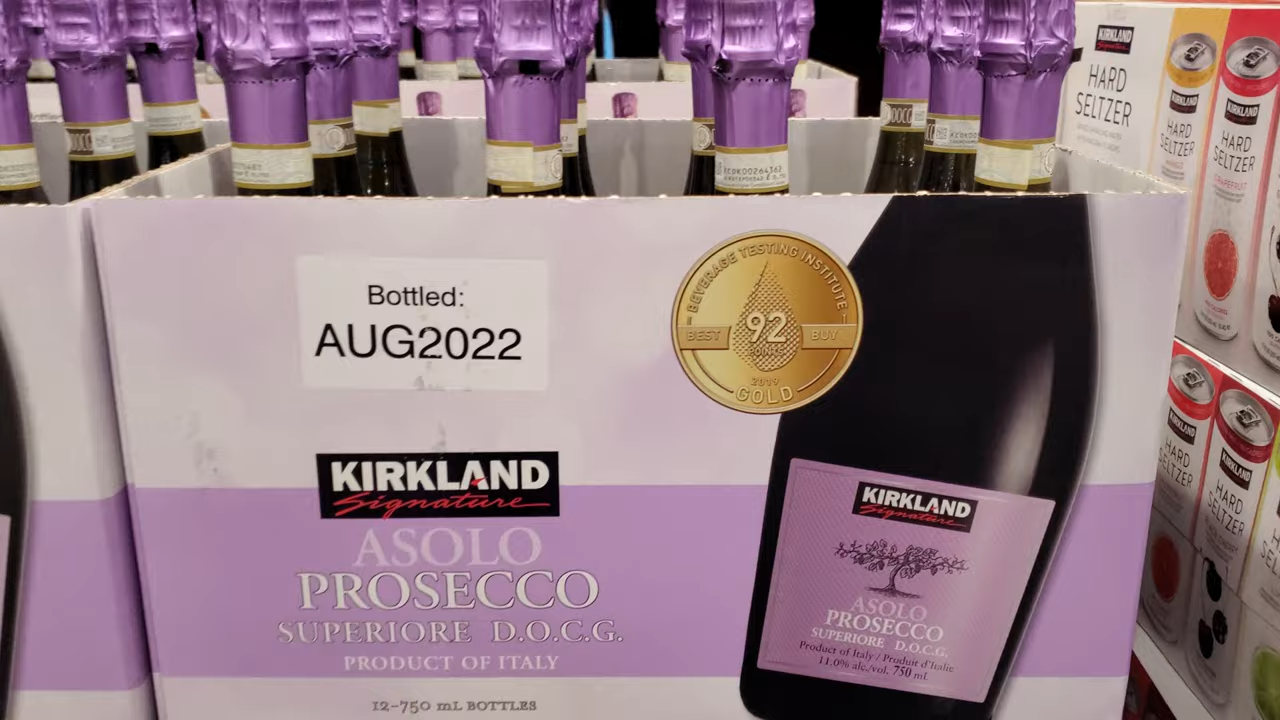 Bottled:
AUG2022
BEVERAGE TESTING INSTITUTE
92
POINTS
BEST BUY
2019
GOLD
KIRKLAND
Signature
ASOLO
PROSECCO
SUPERIORE D.O.C.G.
PRODUCT OF ITALY
12-750 mL BOTTLES
KIRKLAND
Signature
ASOLO
PROSECCO
SUPERIORE D.O.C.G.
Product of Italy / Produit d'Italie
11.0% alc./vol. 750 ml
KIRKLAND
Signature
HARD
SELTZER
KIRKLAND
HARD
SELTZER
KIRKLAND
HARD
SELTZER
GRAPEFRUIT
KIRKLAND
HARD
SELTZER
KIRKLAND
HARD
SELTZER